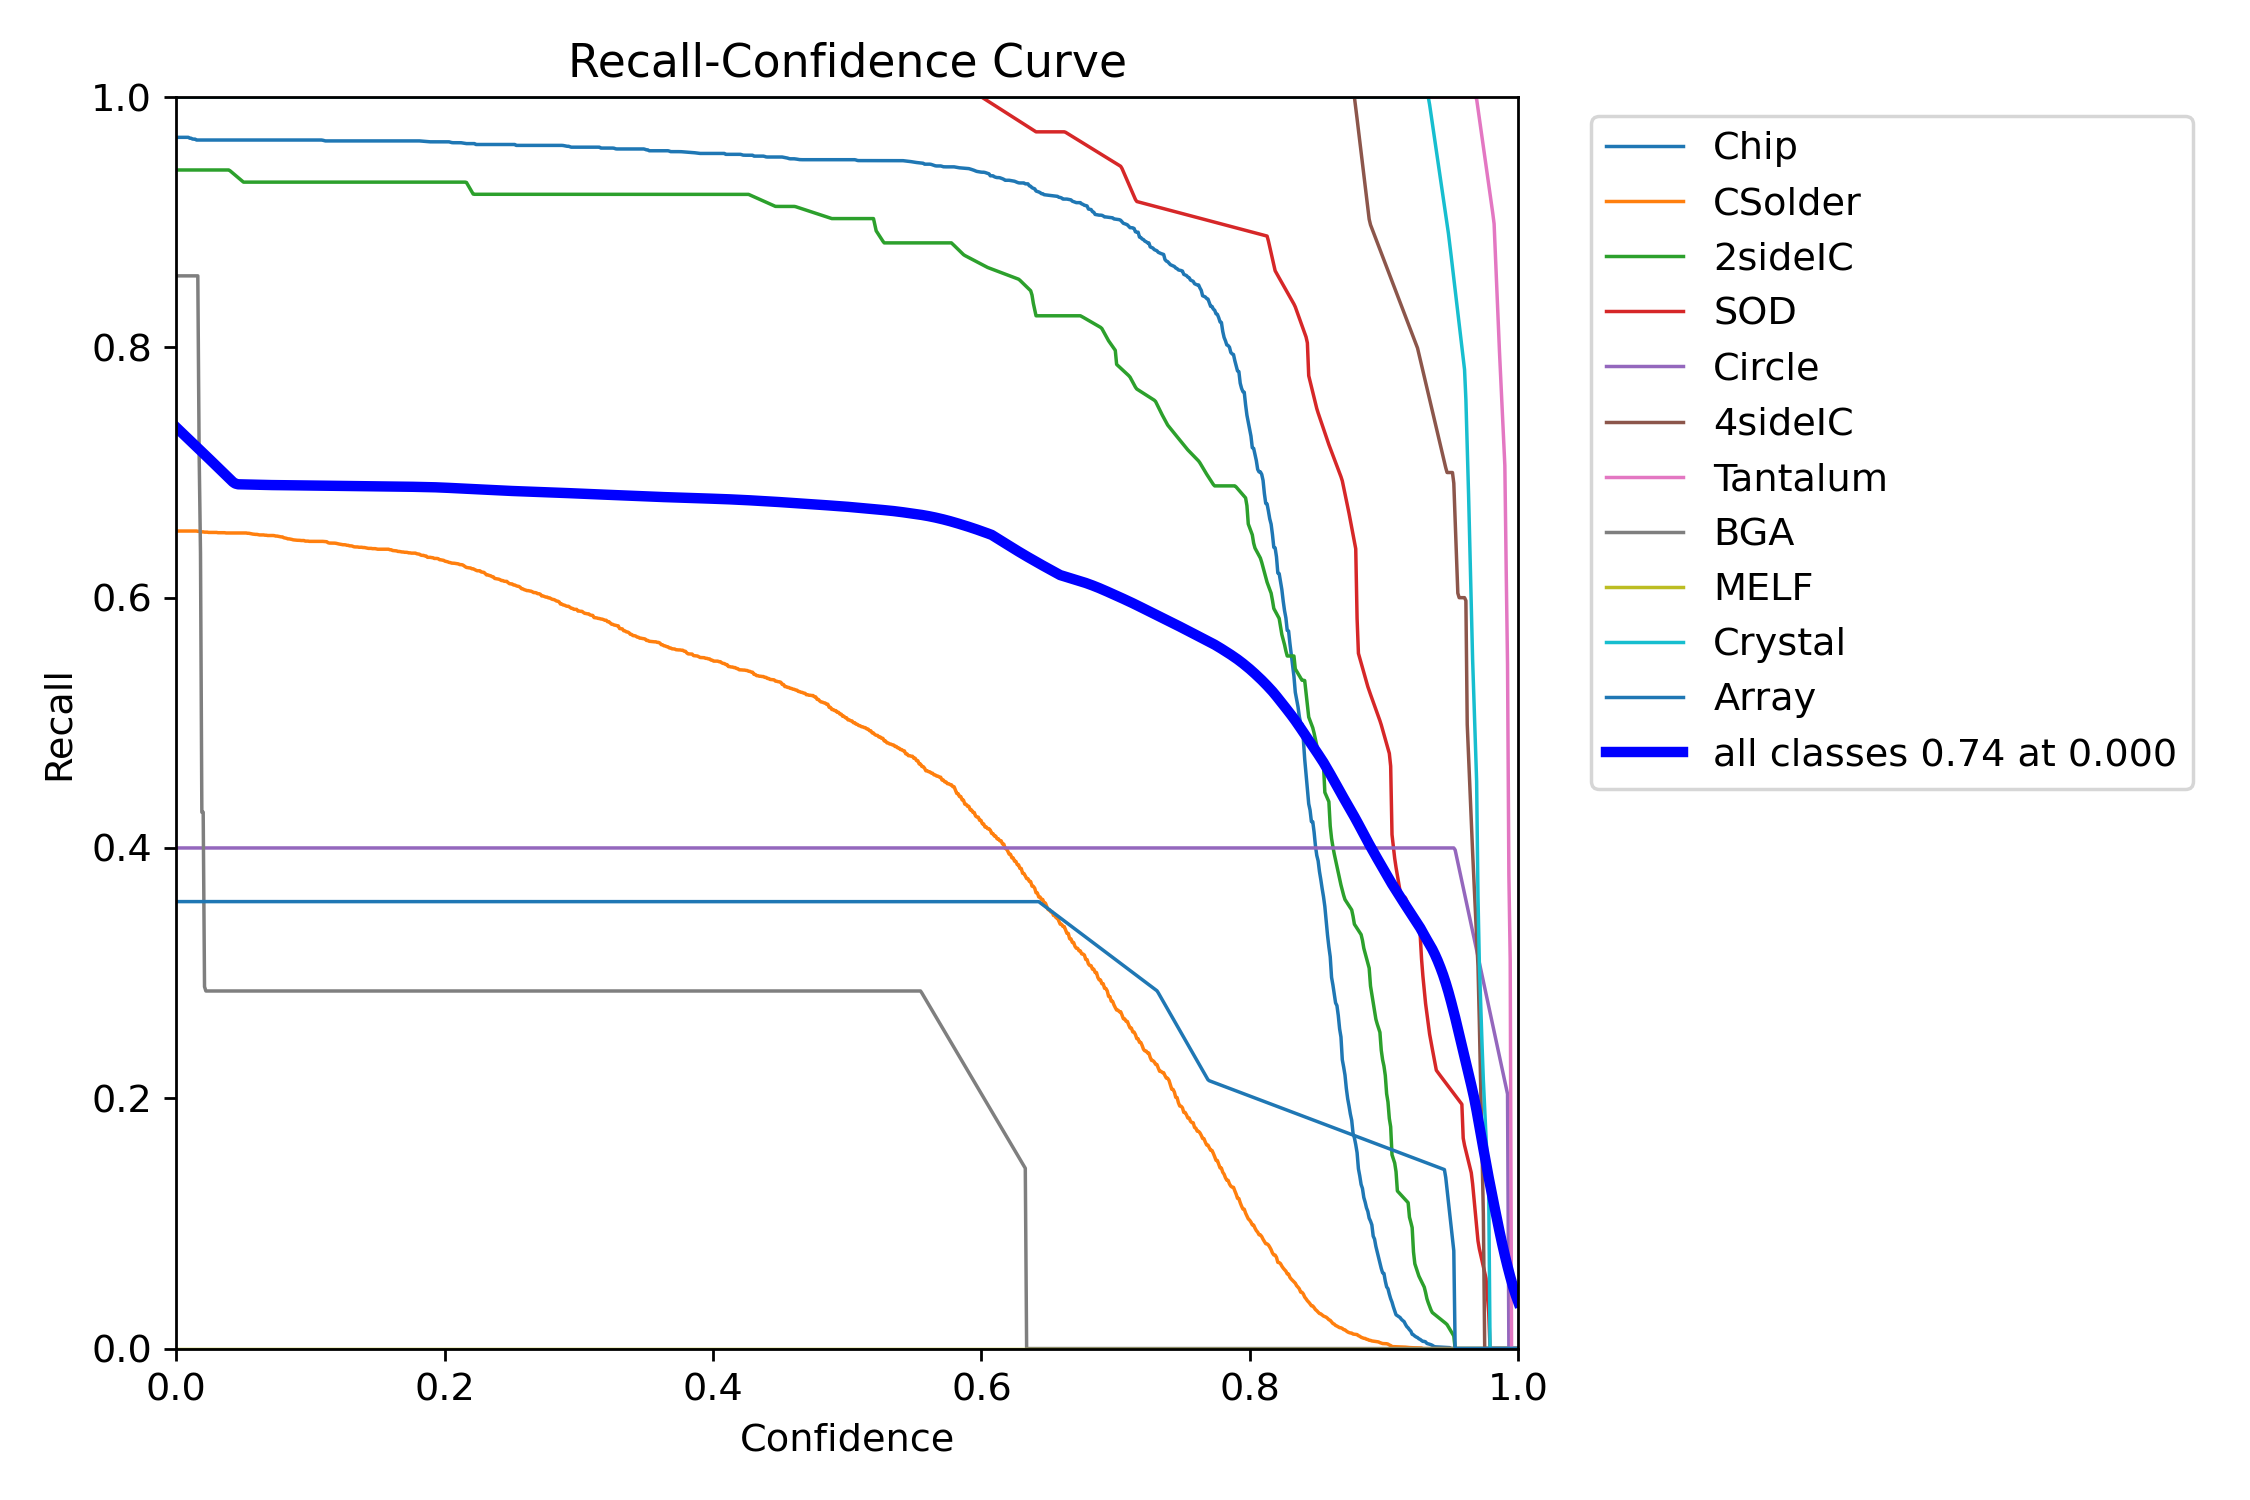 Recall-Confidence Curve
1.0
0.8
0.6
0.4
0.2
0.0
Recall
0.0 0.2 0.4 0.6 0.8 1.0
Confidence
Chip
CSolder
2sideIC
SOD
Circle
4sideIC
Tantalum
BGA
MELF
Crystal
Array
all classes 0.74 at 0.000